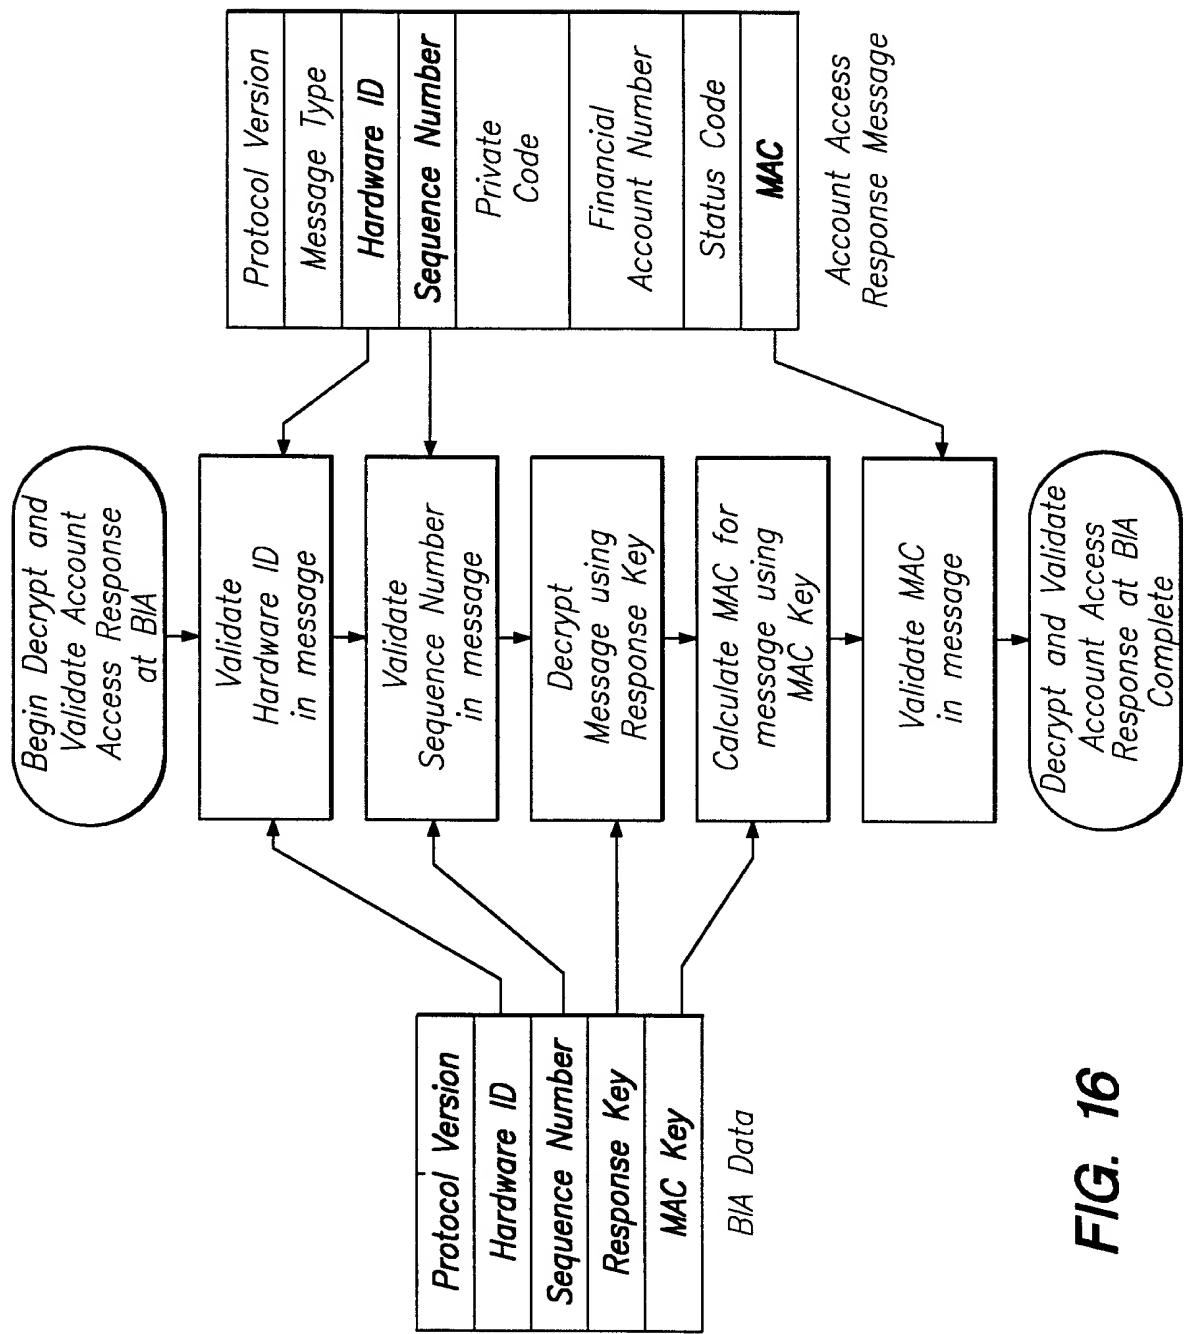 Begin Decrypt and
Validate Account
Access Response
at BIA
Validate
Hardware ID
in message
Validate
Sequence Number
in message
Decrypt
Message using
Response Key
Calculate MAC for
message using
MAC Key
Validate MAC
in message
Decrypt and Validate
Account Access
Response at BIA
Complete
Protocol Version
Hardware ID
Sequence Number
Response Key
MAC Key
BIA Data
Protocol Version
Message Type
Hardware ID
Sequence Number
Private
Code
Financial
Account Number
Status Code
MAC
Account Access
Response Message
FIG. 16